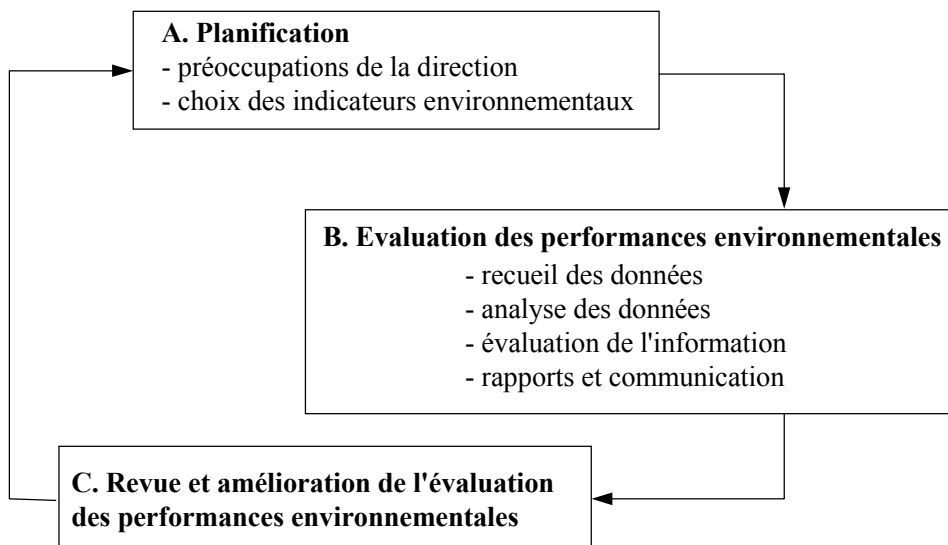 A. Planification
- préoccupations de la direction
- choix des indicateurs environnementaux
B. Evaluation des performances environnementales
- recueil des données
- analyse des données
- évaluation de l'information
- rapports et communication
C. Revue et amélioration de l'évaluation
des performances environnementales